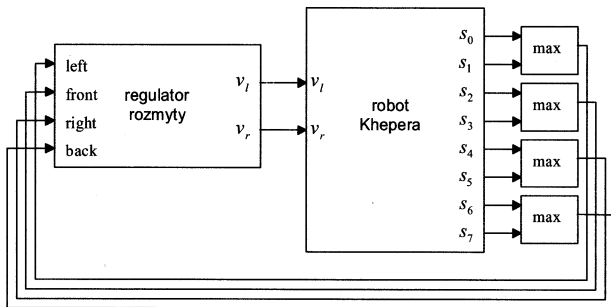 left
front
right
back
regulator
rozmyty
v_l
v_r
v_l
v_r
robot
Khepera
s_0
s_1
s_2
s_3
s_4
s_5
s_6
s_7
max
max
max
max